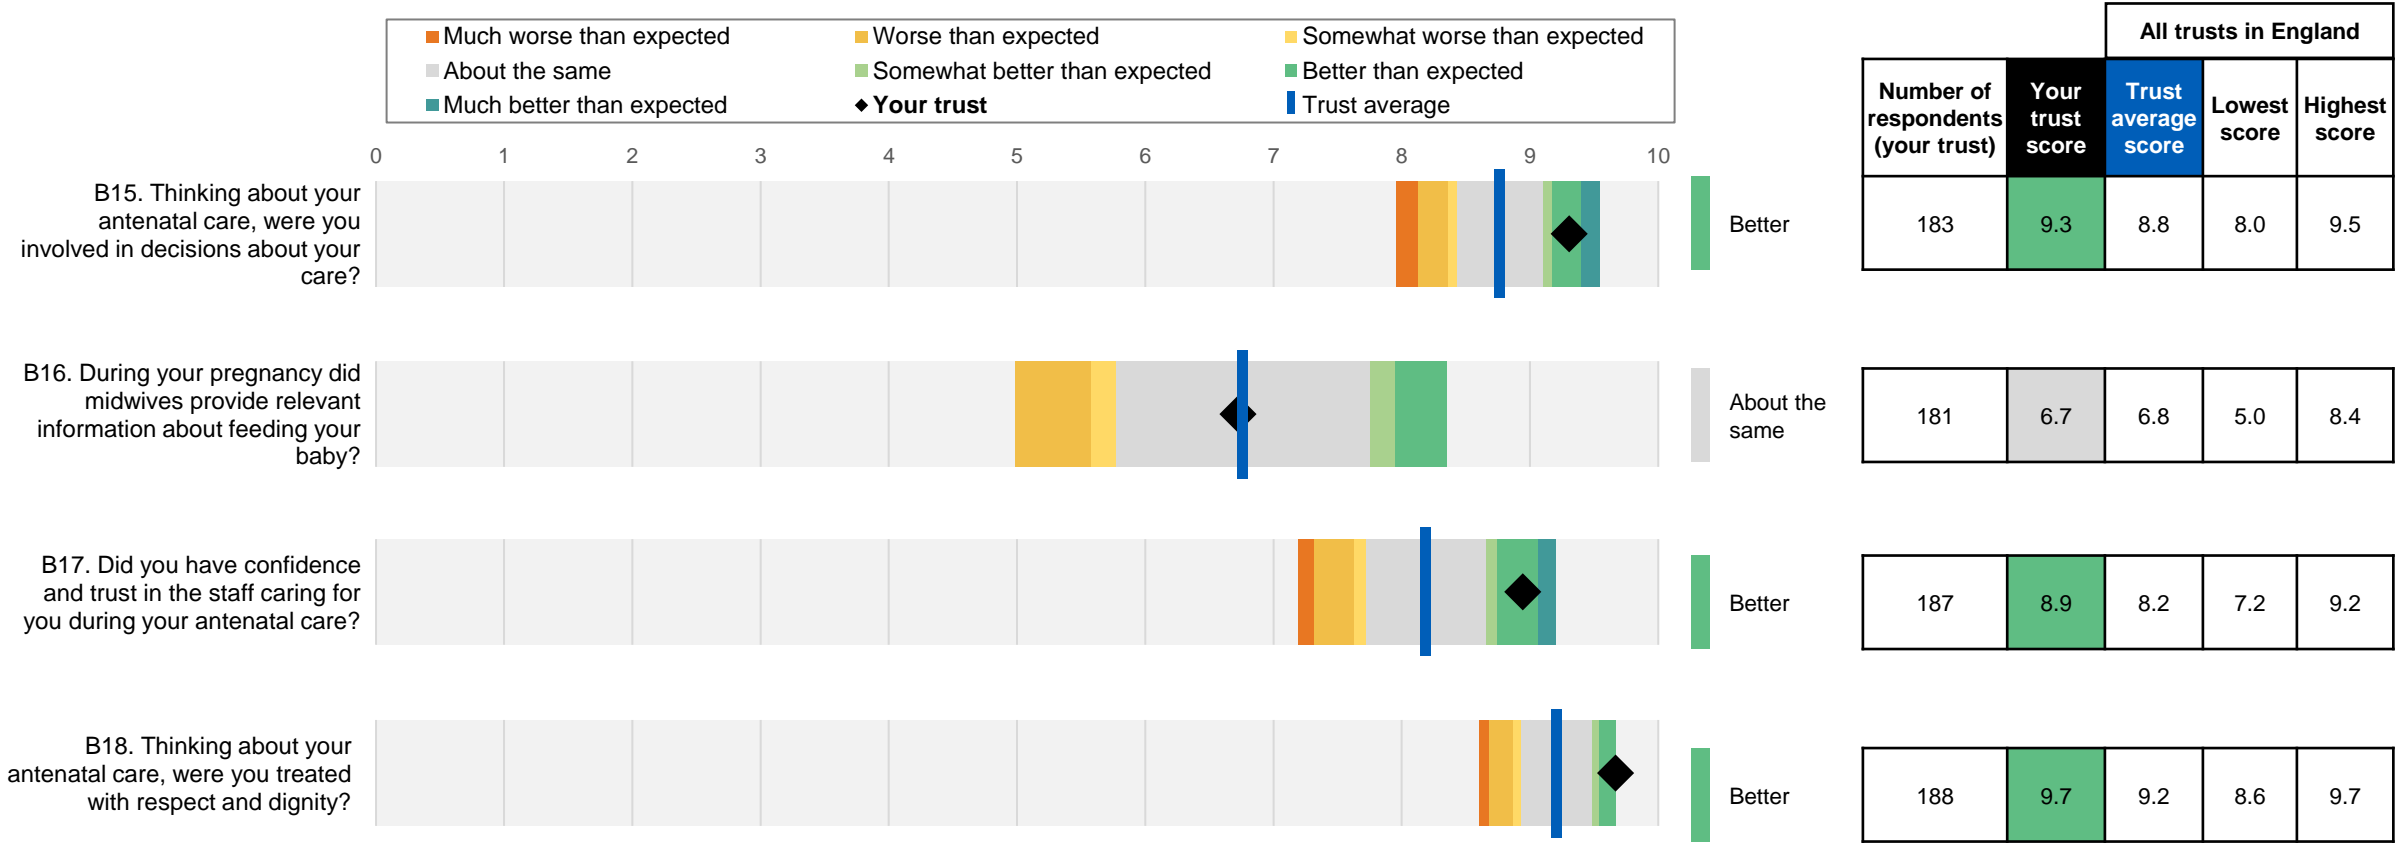 Much worse than expected
Worse than expected
Somewhat worse than expected
About the same
Somewhat better than expected
Better than expected
Much better than expected
Your trust
Trust average
All trusts in England
Number of
respondents
(your trust)
Your
trust
score
Trust
average
score
Lowest
score
Highest
score
0 1 2 3 4 5 6 7 8 9 10
B15. Thinking about your
antenatal care, were you
involved in decisions about your
care?
Better
183 9.3 8.8 8.0 9.5
B16. During your pregnancy did
midwives provide relevant
information about feeding your
baby?
About the
same
181 6.7 6.8 5.0 8.4
B17. Did you have confidence
and trust in the staff caring for
you during your antenatal care?
Better
187 8.9 8.2 7.2 9.2
B18. Thinking about your
antenatal care, were you treated
with respect and dignity?
Better
188 9.7 9.2 8.6 9.7